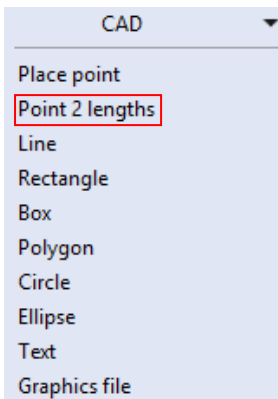 CAD
Place point
Point 2 lengths
Line
Rectangle
Box
Polygon
Circle
Ellipse
Text
Graphics file